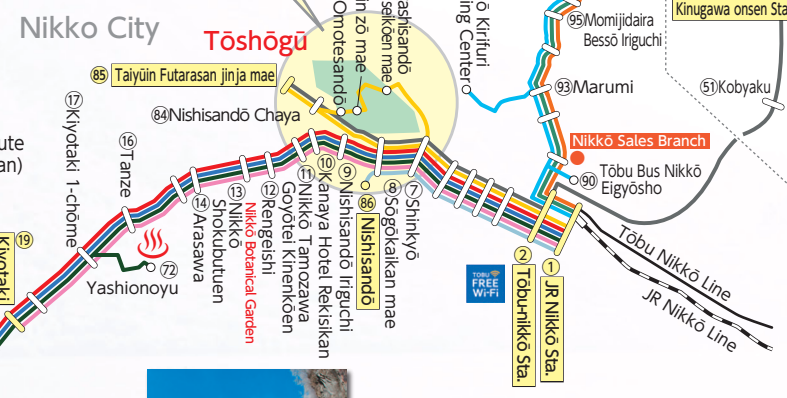 Nikko City
Tōshōgū
85 Taiyūin Futarasan jinja mae
84 Nishisandō Chaya
Omotesandō
mae
mae
ō Kirifuri
ing Center
95 Momijidaira
Bessō Iriguchi
Kinugawa onsen Sta
93 Marumi
51 Kobyaku
Nikkō Sales Branch
90 Tōbu Bus Nikkō
Eigyōsho
ute
an)
17 Kiyotaki 1-chōme
16 Tanze
19 Kiyotaki
72
Yashionoyu
14 Arasawa
Shokubutuen
13 Nikkō
Nikkō Botanical Garden
12 Rengeishi
Goyōtei Kinenkōen
11 Nikkō Tamozawa
10 Kanaya Hotel Rekisikan
9 Nishisandō Iriguchi
86 Nishisandō
8 Sōgōkaikan mae
7 Shinkyō
TOBU
FREE
Wi-Fi
2 Tōbu-nikkō Sta.
1 JR Nikkō Sta.
Tōbu Nikkō Line
JR Nikkō Line